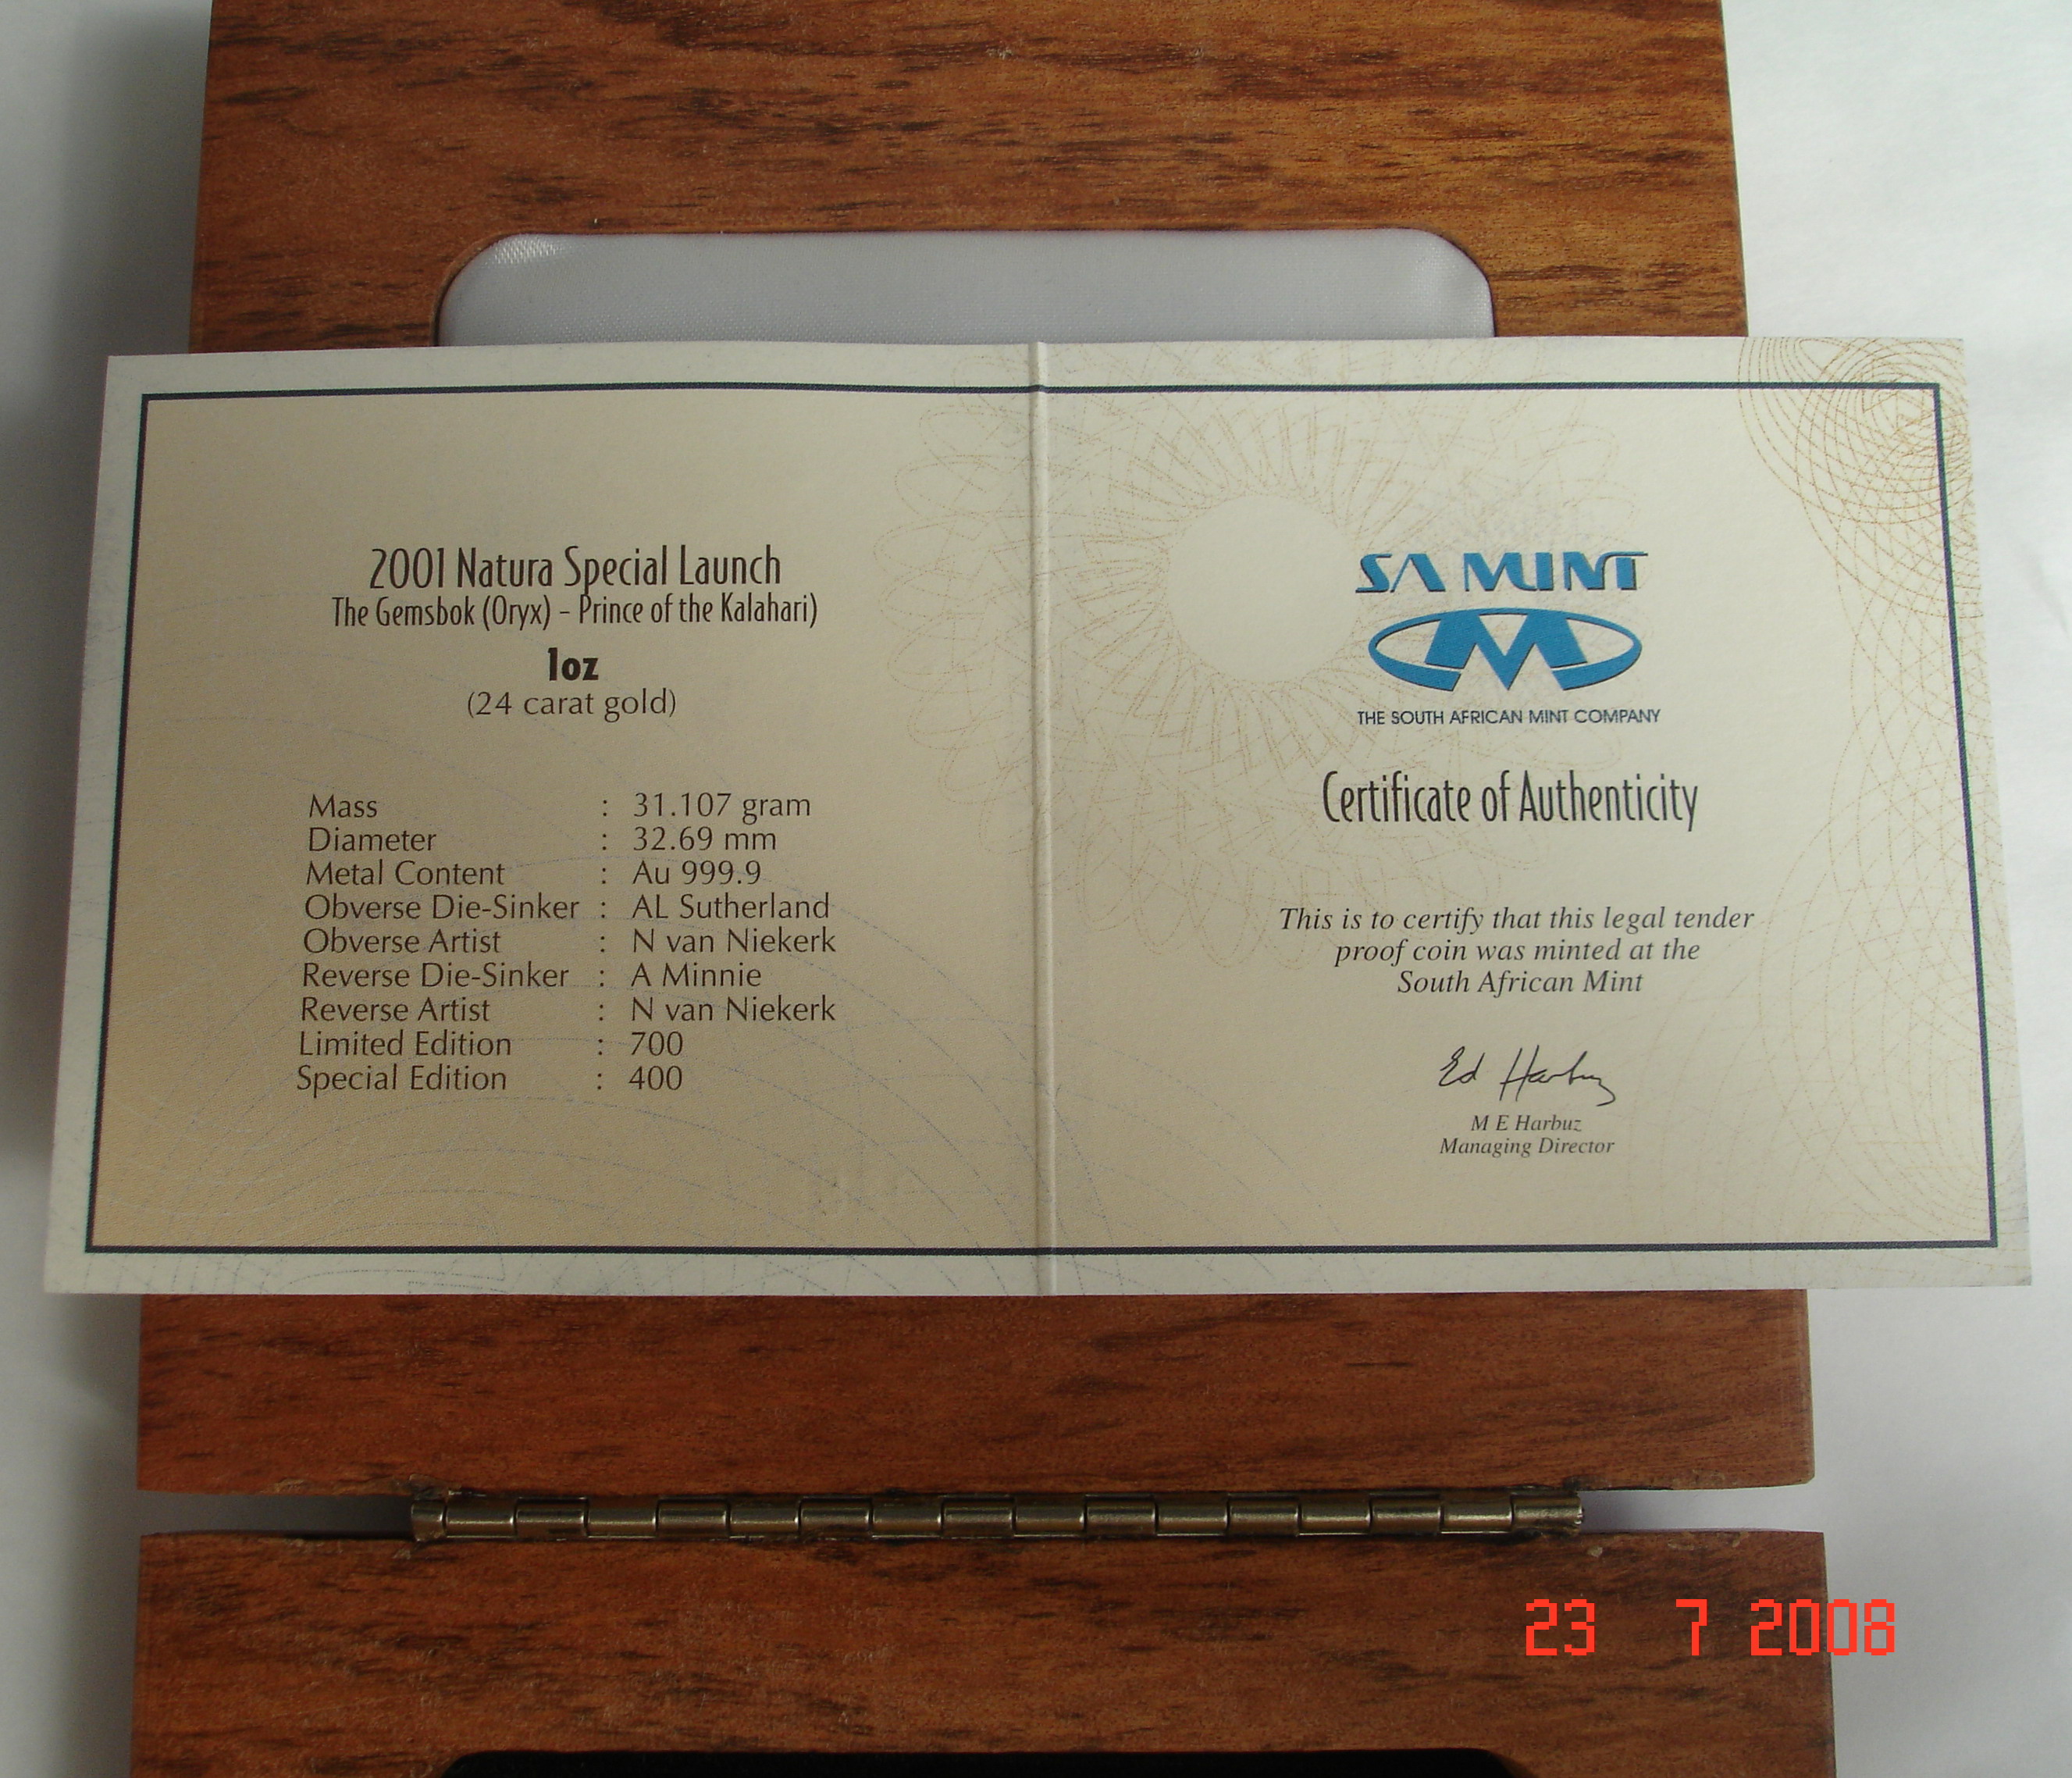 2001 Natura Special Launch
The Gemsbok (Oryx) – Prince of the Kalahari)
1oz
(24 carat gold)
Mass : 31.107 gram
Diameter : 32.69 mm
Metal Content : Au 999.9
Obverse Die-Sinker : AL Sutherland
Obverse Artist : N van Niekerk
Reverse Die-Sinker : A Minnie
Reverse Artist : N van Niekerk
Limited Edition : 700
Special Edition : 400
SA MINT
M
THE SOUTH AFRICAN MINT COMPANY
Certificate of Authenticity
This is to certify that this legal tender
proof coin was minted at the
South African Mint
Ed Harbuz
M E Harbuz
Managing Director
23 7 2008